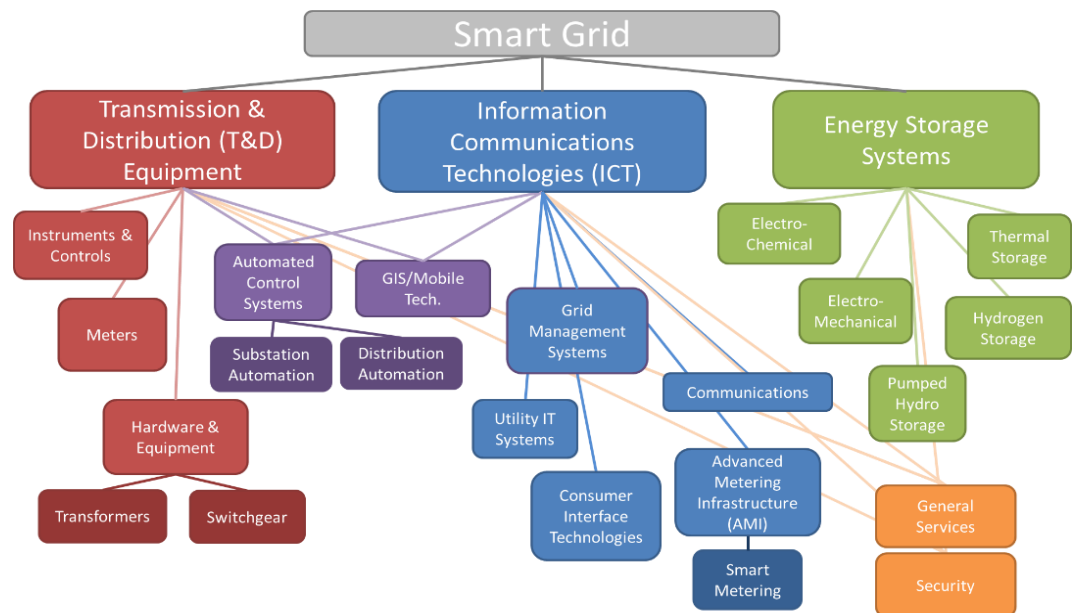 Smart Grid
Transmission &
Distribution (T&D)
Equipment
Information
Communications
Technologies (ICT)
Energy Storage
Systems
Instruments &
Controls
Meters
Automated
Control
Systems
GIS/Mobile
Tech.
Substation
Automation
Distribution
Automation
Hardware &
Equipment
Transformers
Switchgear
Grid
Management
Systems
Utility IT
Systems
Consumer
Interface
Technologies
Communications
Advanced
Metering
Infrastructure
(AMI)
Smart
Metering
Electro-
Chemical
Electro-
Mechanical
Thermal
Storage
Hydrogen
Storage
Pumped
Hydro
Storage
General
Services
Security